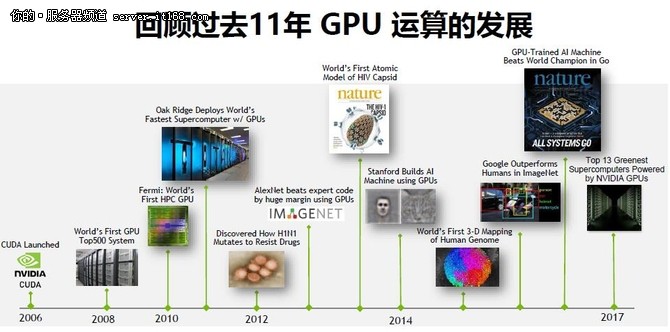 你的·服务器频道 server.it168.com
回顾过去11年 GPU 运算的发展
World's First Atomic
Model of HIV Capsid
nature
THE HIV-1
CAPSID
GPU-Trained AI Machine
Beats World Champion in Go
nature
ALL SYSTEMS GO
Oak Ridge Deploys World's
Fastest Supercomputer w/ GPUs
Fermi: World's
First HPC GPU
AlexNet beats expert code
by huge margin using GPUs
IMAGENET
Stanford Builds AI
Machine using GPUs
Google Outperforms
Humans in ImageNet
Top 13 Greenest
Supercomputers Powered
by NVIDIA GPUs
CUDA Launched
NVIDIA
CUDA
World's First GPU
Top500 System
Discovered How H1N1
Mutates to Resist Drugs
World's First 3-D Mapping
of Human Genome
2006
2008
2010
2012
2014
2017